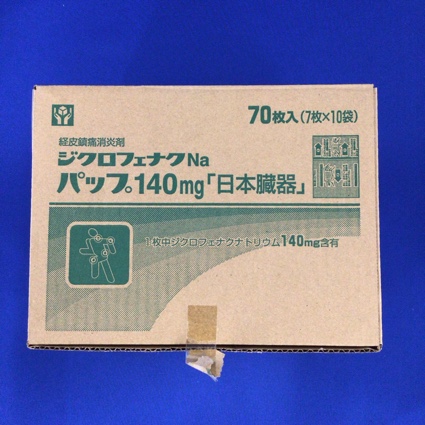 70枚入(7枚×10袋)
経皮鎮痛消炎剤
ジクロフェナクNa
パップ140mg「日本臓器」
1枚中ジクロフェナクナトリウム140mg含有